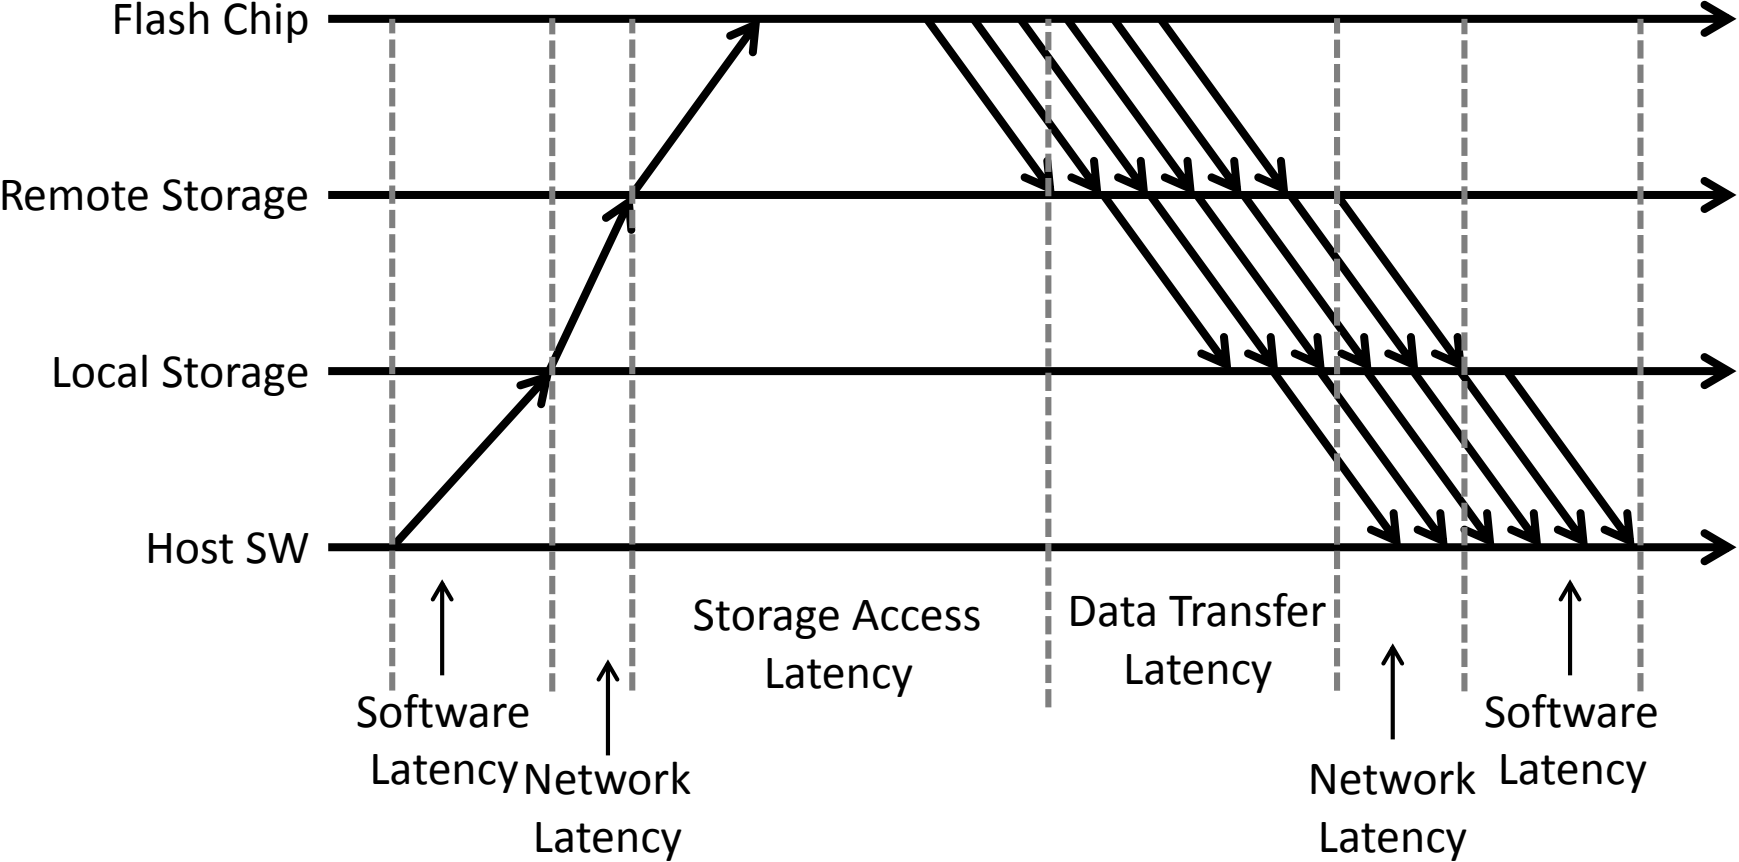 Flash Chip
Remote Storage
Local Storage
Host SW
Storage Access
Latency
Data Transfer
Latency
Software
Latency
Network
Latency
Network
Latency
Software
Latency